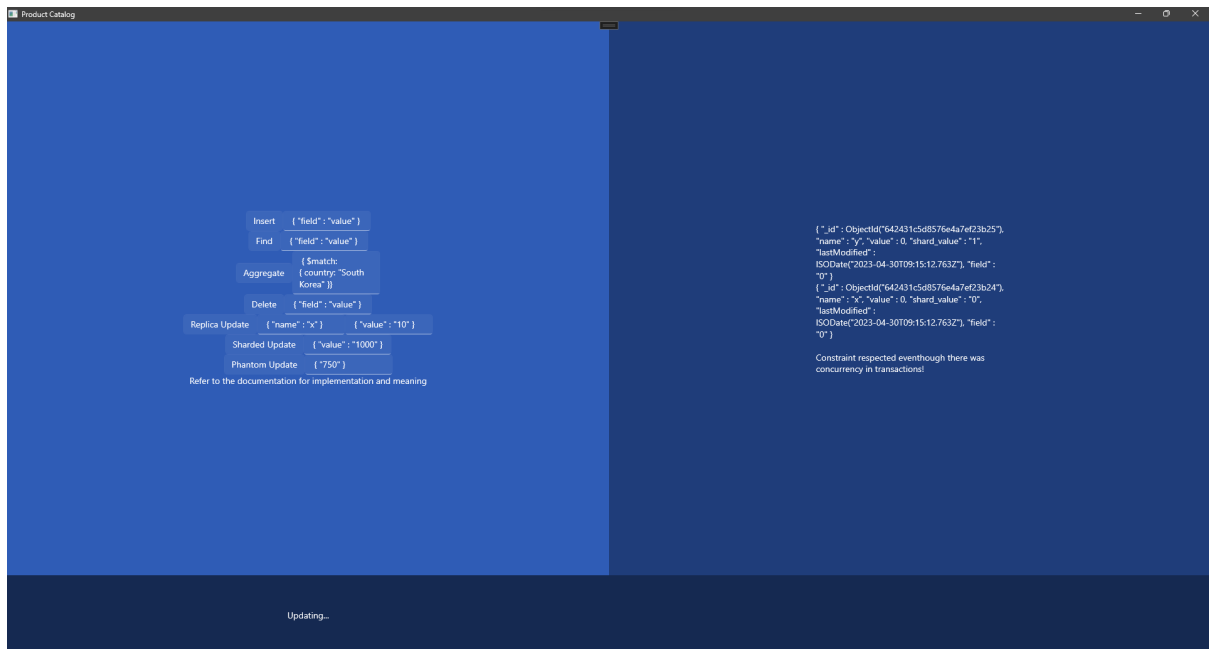 Product Catalog
Insert { "field" : "value" }
Find { "field" : "value" }
Aggregate { $match:
{ country: "South
Korea" }}
Delete { "field" : "value" }
Replica Update { "name" : "x" } { "value" : "10" }
Sharded Update { "value" : "1000" }
Phantom Update { "750" }
Refer to the documentation for implementation and meaning
{ "_id" : ObjectId("642431c5d8576e4a7ef23b25"),
"name" : "y", "value" : 0, "shard_value" : "1",
"lastModified" :
ISODate("2023-04-30T09:15:12.763Z"), "field" :
"0" }
{ "_id" : ObjectId("642431c5d8576e4a7ef23b24"),
"name" : "x", "value" : 0, "shard_value" : "0",
"lastModified" :
ISODate("2023-04-30T09:15:12.763Z"), "field" :
"0" }
Constraint respected eventhough there was
concurrency in transactions!
Updating...